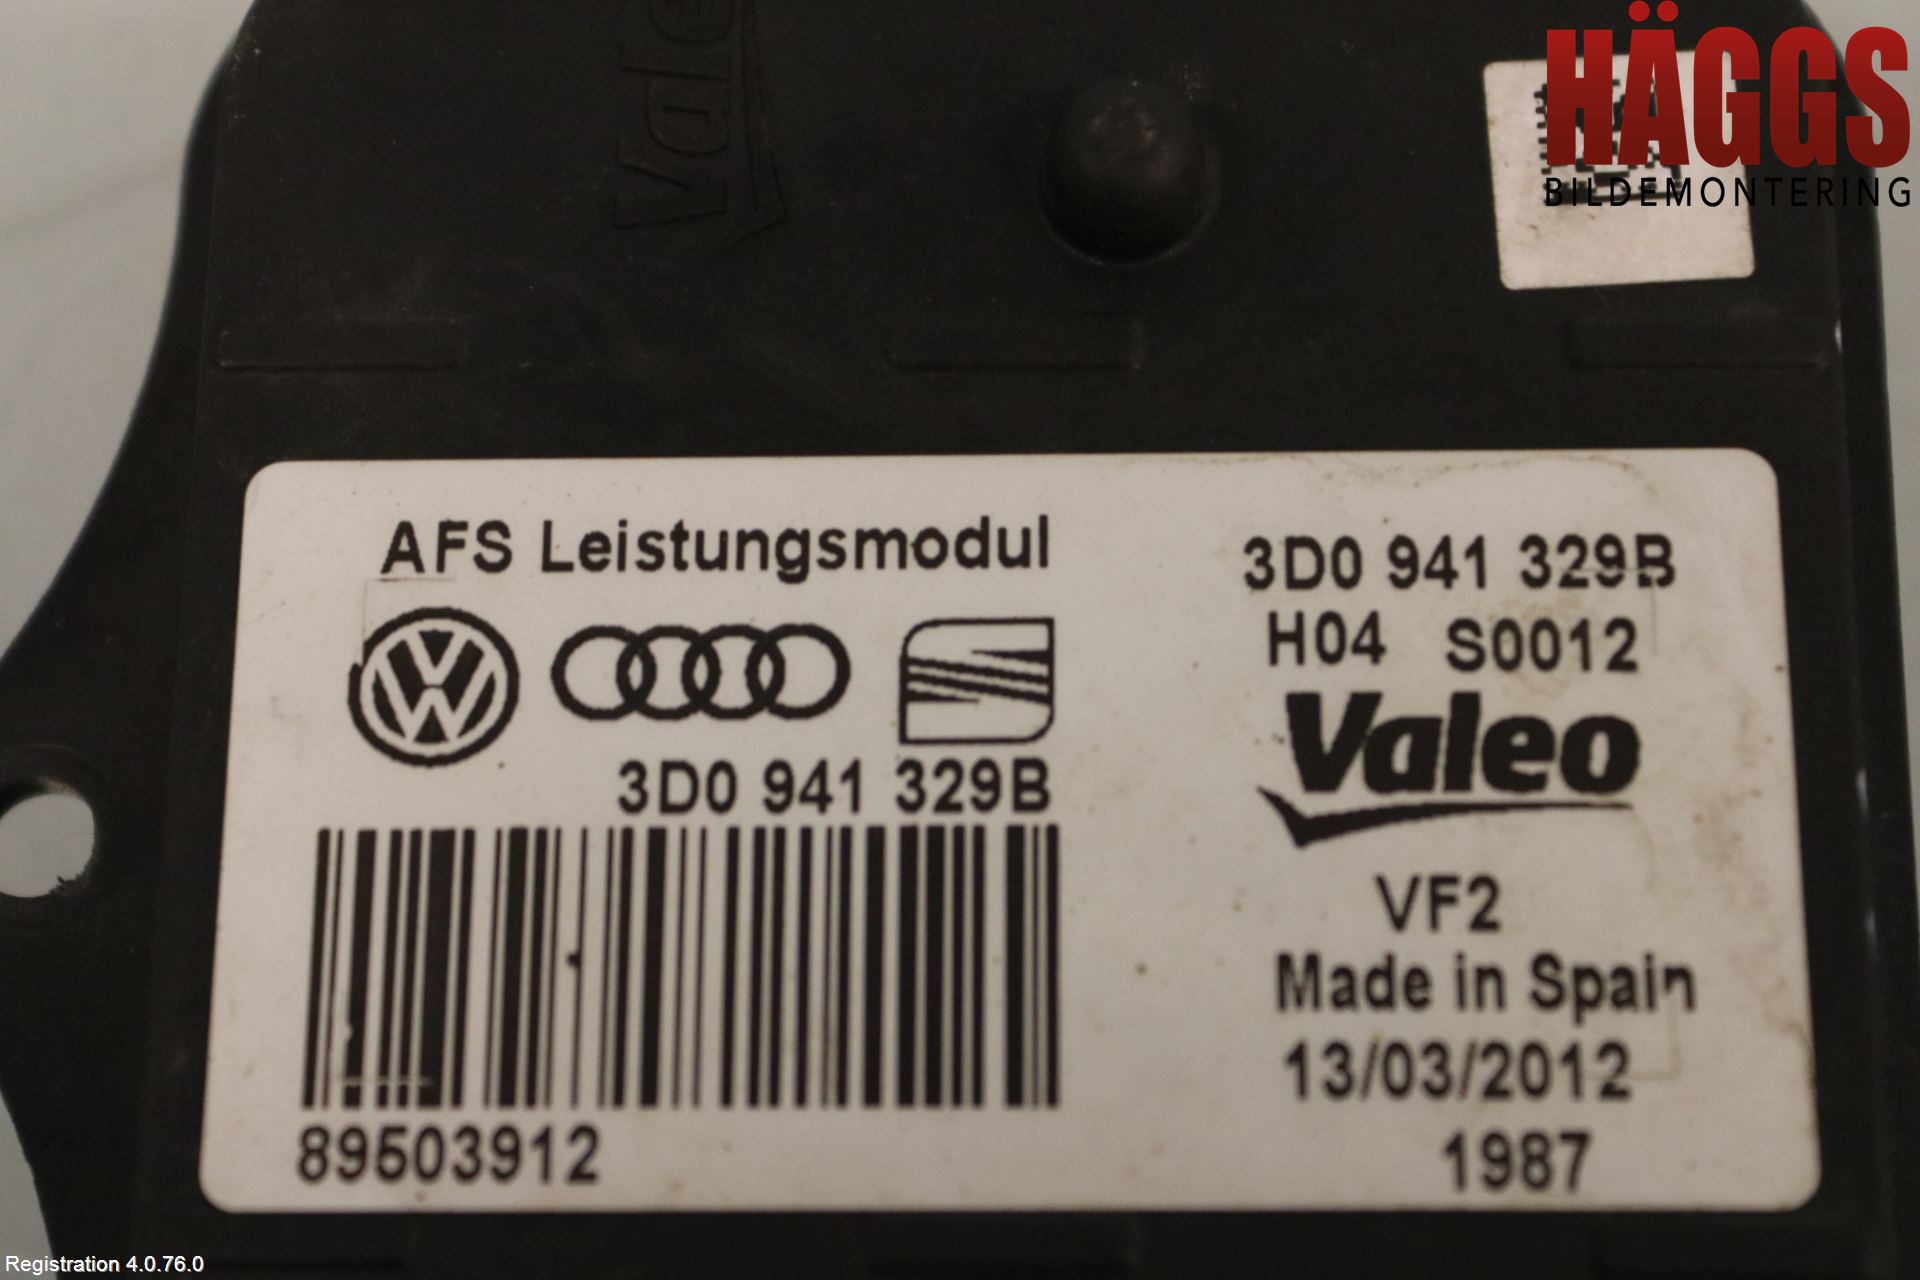 Valeo
HÄGGS
BILDEMONTERING
AFS Leistungsmodul
3D0 941 329B
89503912
3D0 941 329B
H04 S0012
Valeo
VF2
Made in Spain
13/03/2012
1987
Registration 4.0.76.0